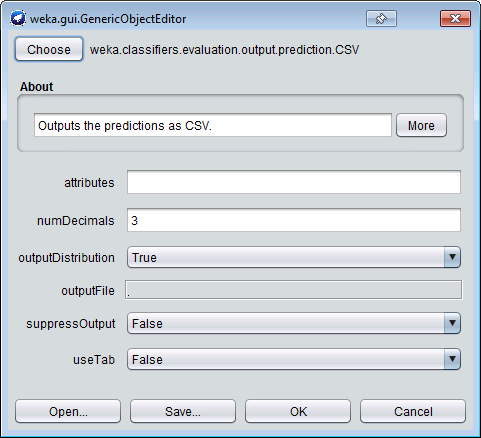 weka.gui.GenericObjectEditor
Choose weka.classifiers.evaluation.output.prediction.CSV
About
Outputs the predictions as CSV. More
attributes
numDecimals 3
outputDistribution True
outputFile .
suppressOutput False
useTab False
Open... Save... OK Cancel